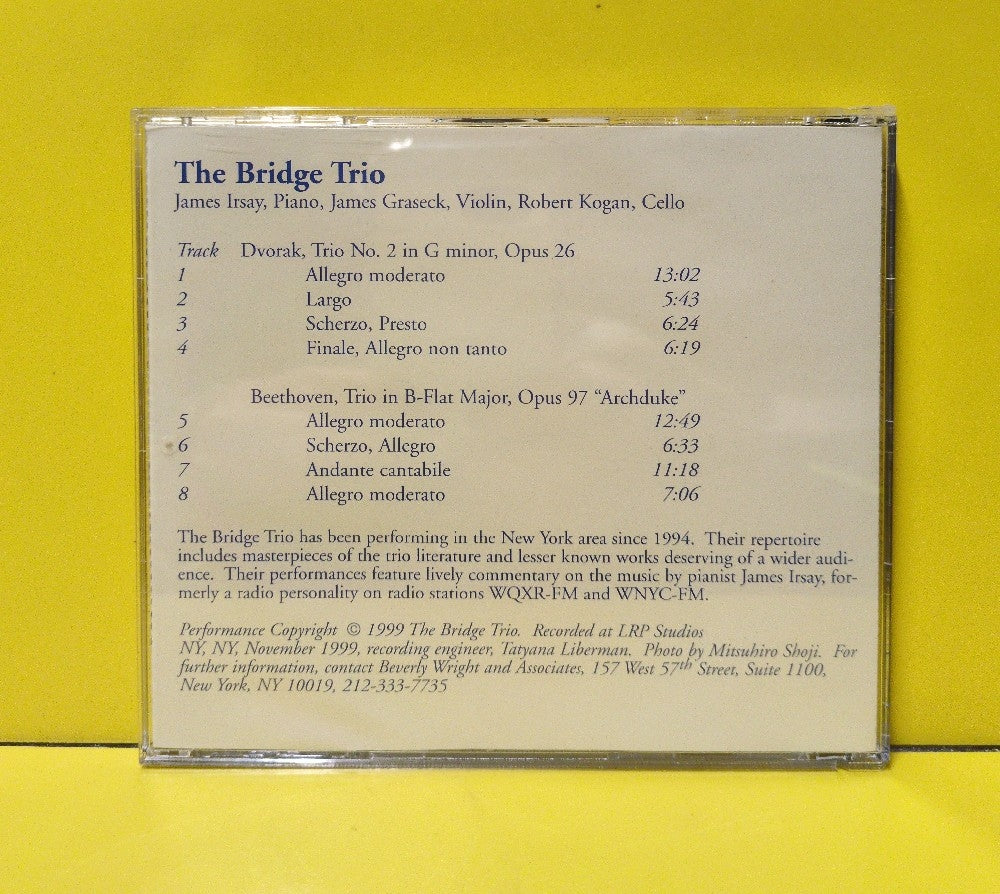 The Bridge Trio
James Irsay, Piano, James Graseck, Violin, Robert Kogan, Cello
Track Dvorak, Trio No. 2 in G minor, Opus 26
1 Allegro moderato 13:02
2 Largo 5:43
3 Scherzo, Presto 6:24
4 Finale, Allegro non tanto 6:19
Beethoven, Trio in B-Flat Major, Opus 97 “Archduke”
5 Allegro moderato 12:49
6 Scherzo, Allegro 6:33
7 Andante cantabile 11:18
8 Allegro moderato 7:06
The Bridge Trio has been performing in the New York area since 1994. Their repertoire
includes masterpieces of the trio literature and lesser known works deserving of a wider audi-
ence. Their performances feature lively commentary on the music by pianist James Irsay, for-
merly a radio personality on radio stations WQXR-FM and WNYC-FM.
Performance Copyright © 1999 The Bridge Trio. Recorded at LRP Studios
NY, NY, November 1999, recording engineer, Tatyana Liberman. Photo by Mitsuhiro Shoji. For
further information, contact Beverly Wright and Associates, 157 West 57th Street, Suite 1100,
New York, NY 10019, 212-333-7735